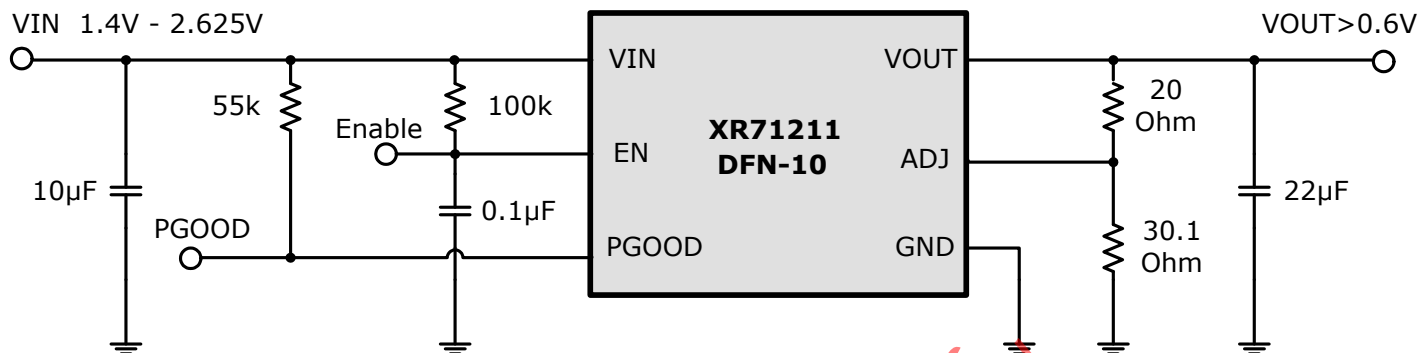 VIN 1.4V - 2.625V
VOUT>0.6V
VIN
VOUT
55k
100k
20
Ohm
XR71211
DFN-10
Enable
EN
ADJ
10µF
0.1µF
22µF
PGOOD
PGOOD
GND
30.1
Ohm